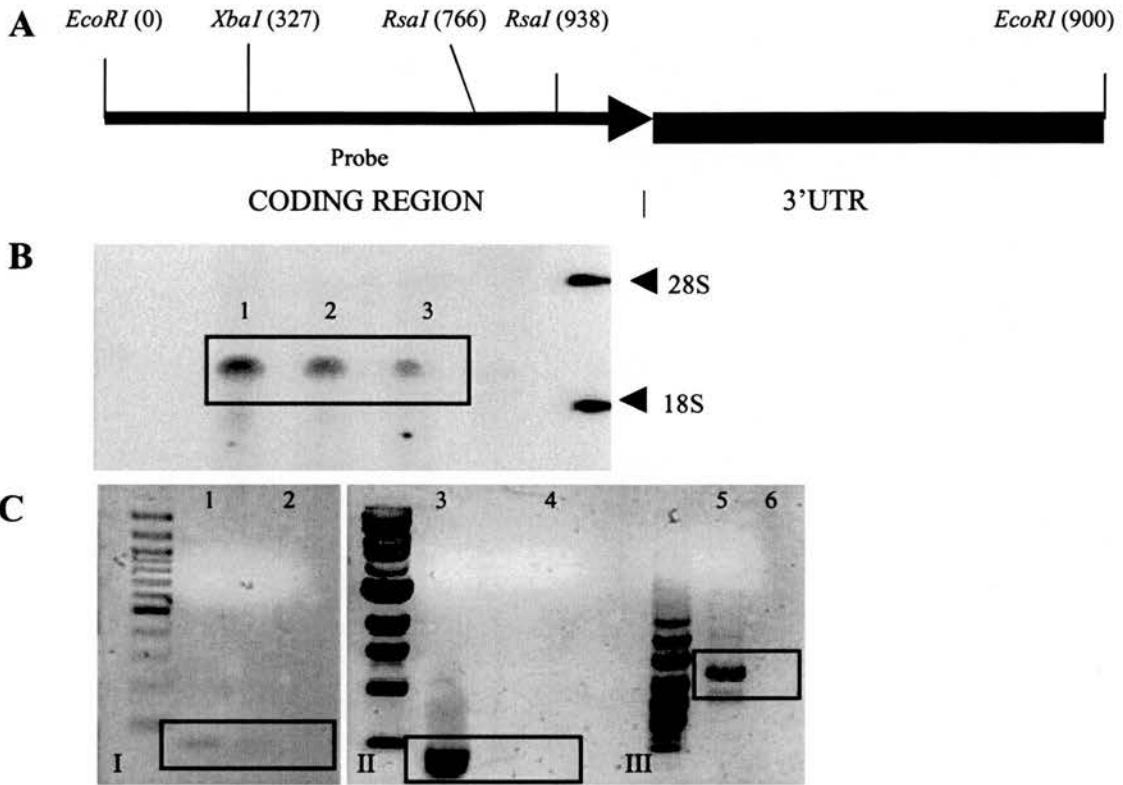 A
EcoRI (0) XbaI (327) RsaI (766) RsaI (938) EcoRI (900)
Probe
CODING REGION | 3'UTR
B
1 2 3
28S
18S
C
1 2 3 4 5 6
I II III